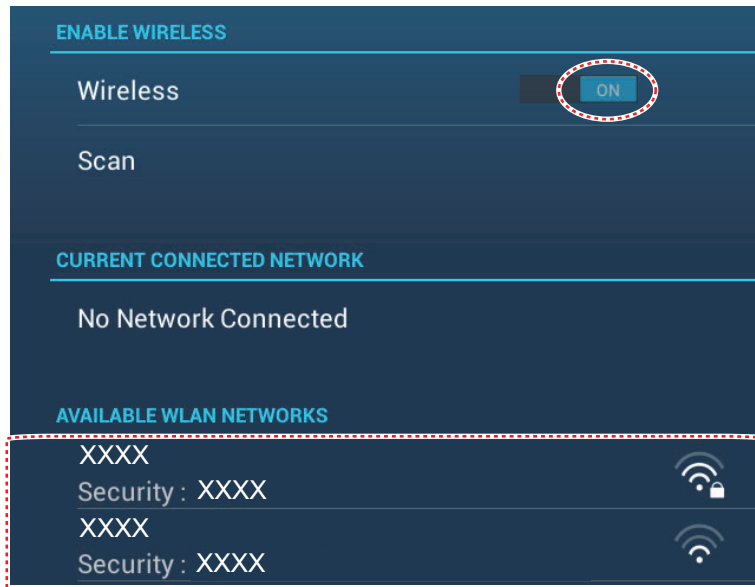 ENABLE WIRELESS
Wireless
ON
Scan
CURRENT CONNECTED NETWORK
No Network Connected
AVAILABLE WLAN NETWORKS
XXXX
Security : XXXX
XXXX
Security : XXXX